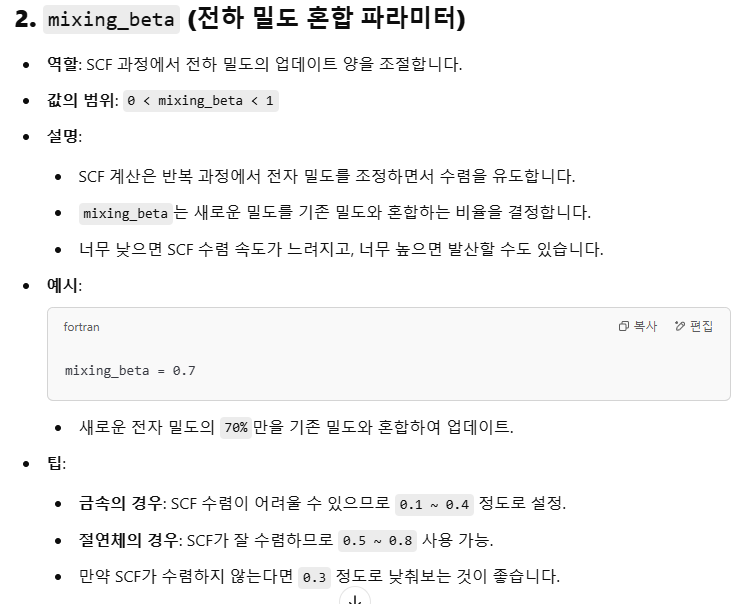 2. mixing_beta (전하 밀도 혼합 파라미터)
역할: SCF 과정에서 전하 밀도의 업데이트 양을 조절합니다.
값의 범위: 0 < mixing_beta < 1
설명:
SCF 계산은 반복 과정에서 전자 밀도를 조정하면서 수렴을 유도합니다.
mixing_beta는 새로운 밀도를 기존 밀도와 혼합하는 비율을 결정합니다.
너무 낮으면 SCF 수렴 속도가 느려지고, 너무 높으면 발산할 수도 있습니다.
예시:
fortran 복사 편집
mixing_beta = 0.7
새로운 전자 밀도의 70%만을 기존 밀도와 혼합하여 업데이트.
팁:
금속의 경우: SCF 수렴이 어려울 수 있으므로 0.1 ~ 0.4 정도로 설정.
절연체의 경우: SCF가 잘 수렴하므로 0.5 ~ 0.8 사용 가능.
만약 SCF가 수렴하지 않는다면 0.3 정도로 낮춰보는 것이 좋습니다.